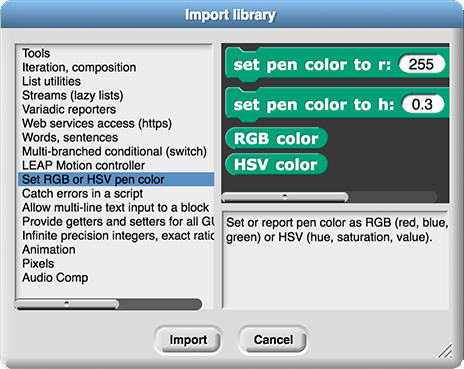 Import library
Tools
Iteration, composition
List utilities
Streams (lazy lists)
Variadic reporters
Web services access (https)
Words, sentences
Multi-branched conditional (switch)
LEAP Motion controller
Set RGB or HSV pen color
Catch errors in a script
Allow multi-line text input to a block
Provide getters and setters for all GU
Infinite precision integers, exact ratio
Animation
Pixels
Audio Comp
set pen color to r: 255
set pen color to h: 0.3
RGB color
HSV color
Set or report pen color as RGB (red, blue,
green) or HSV (hue, saturation, value).
Import
Cancel